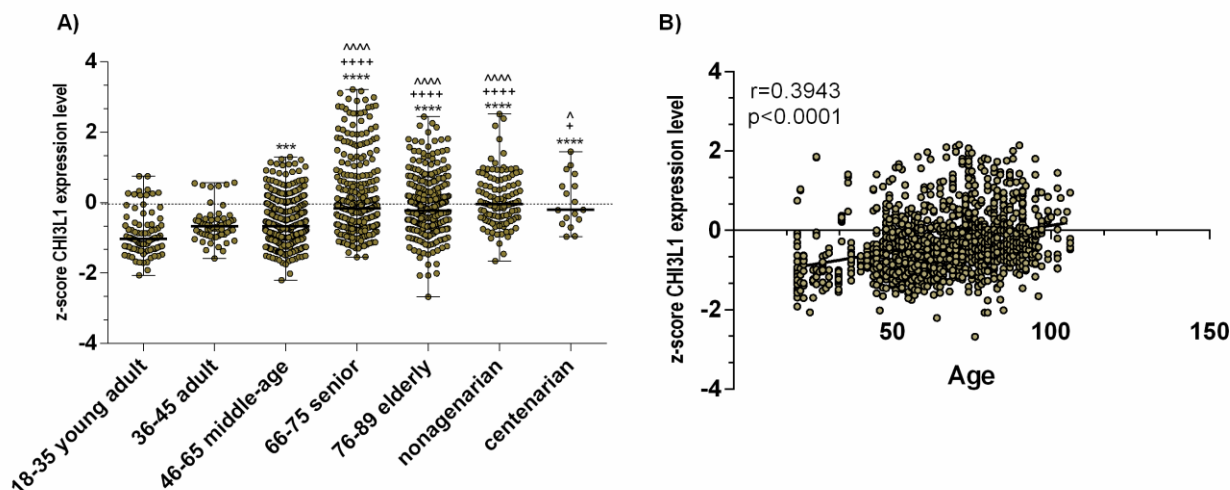 A)
z-score CHI3L1 expression level
4
2
0
-2
-4
***
^^^^
++++
****
^^^^
++++
****
^^^^
++++
****
^
+
****
18-35 young adult
36-45 adult
46-65 middle-age
66-75 senior
76-89 elderly
nonagenarian
centenarian
B)
z-score CHI3L1 expression level
4
2
0
-2
-4
r=0.3943
p<0.0001
50
100
150
Age